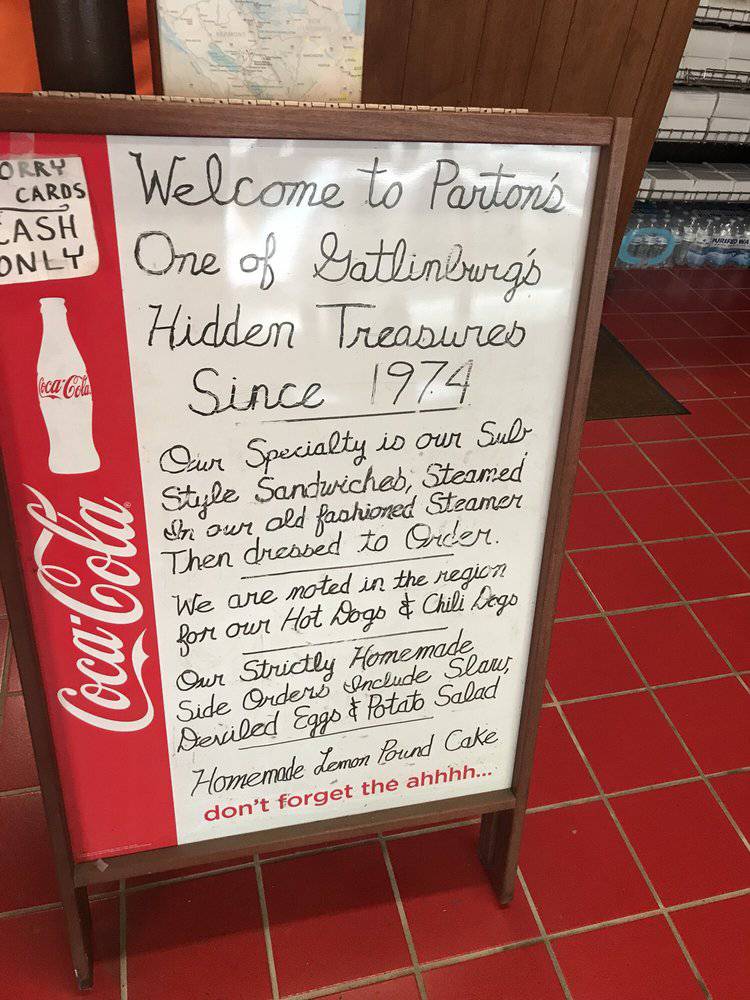 ORRY
CARDS
CASH
ONLY
Coca-Cola
Coca-Cola
Welcome to Parton's
One of Gatlinburg's
Hidden Treasures
Since 1974
Our Specialty is our Sub
Style Sandwiches, Steamed
In our old fashioned Steamer
Then dressed to Order.
We are noted in the region
for our Hot Dogs & Chili Dogs
Our Strictly Homemade
Side Orders Include Slaw,
Deviled Eggs & Potato Salad
Homemade Lemon Pound Cake
don't forget the ahhhh...